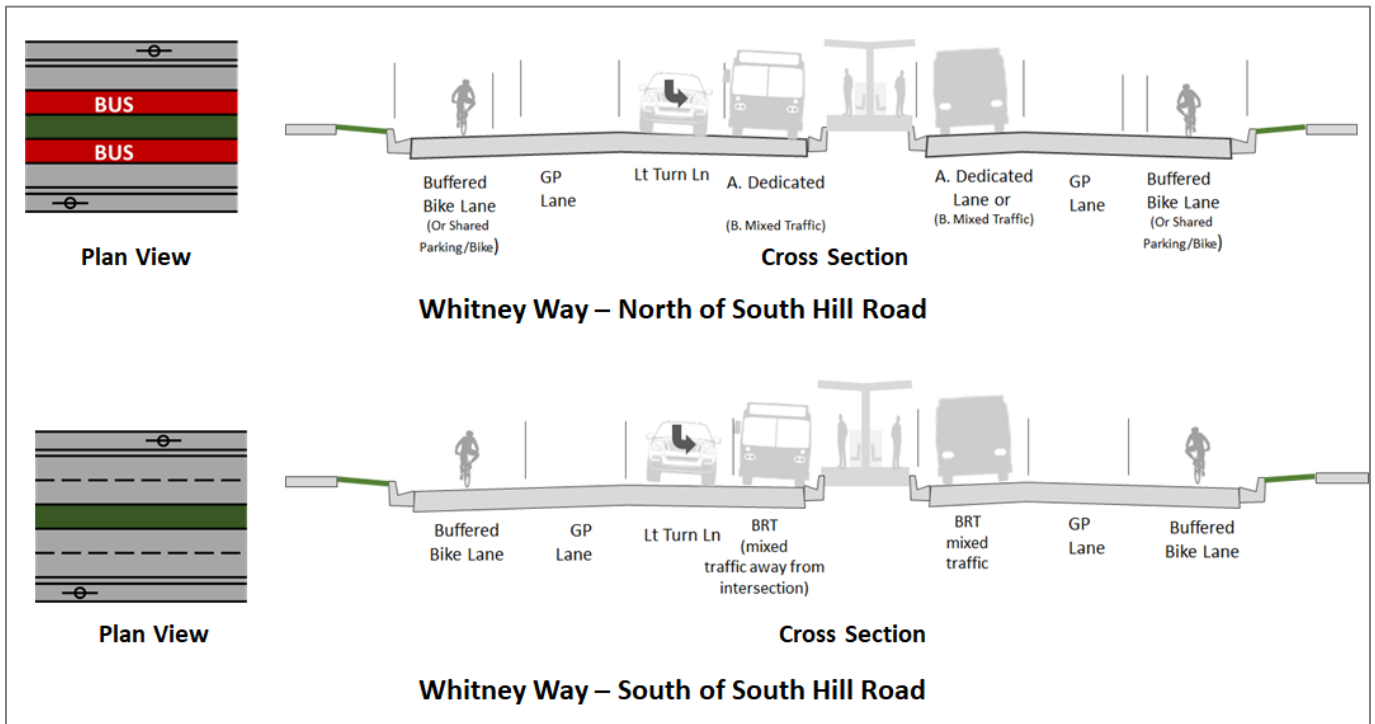 BUS
BUS
Plan View
Buffered
Bike Lane
(Or Shared
Parking/Bike)
GP
Lane
Lt Turn Ln
A. Dedicated
(B. Mixed Traffic)
A. Dedicated
Lane or
(B. Mixed Traffic)
GP
Lane
Buffered
Bike Lane
(Or Shared
Parking/Bike)
Cross Section
Whitney Way – North of South Hill Road
Plan View
Buffered
Bike Lane
GP
Lane
Lt Turn Ln
BRT
(mixed
traffic away from
intersection)
BRT
mixed
traffic
GP
Lane
Buffered
Bike Lane
Cross Section
Whitney Way – South of South Hill Road